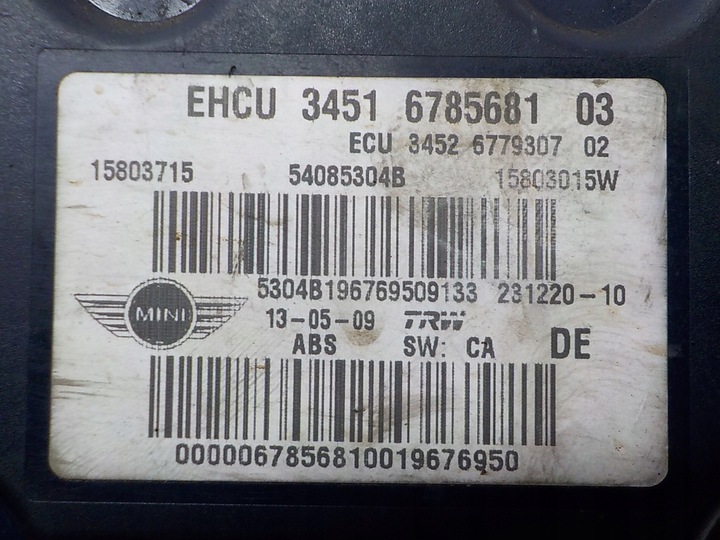 EHCU 3451 6785681 03
ECU 3452 6779307 02
15803715 54085304B 15803015W
5304B196769509133 231220-10
MINI 13-05-09 TRW
ABS SW: CA DE
0000067856810019676950